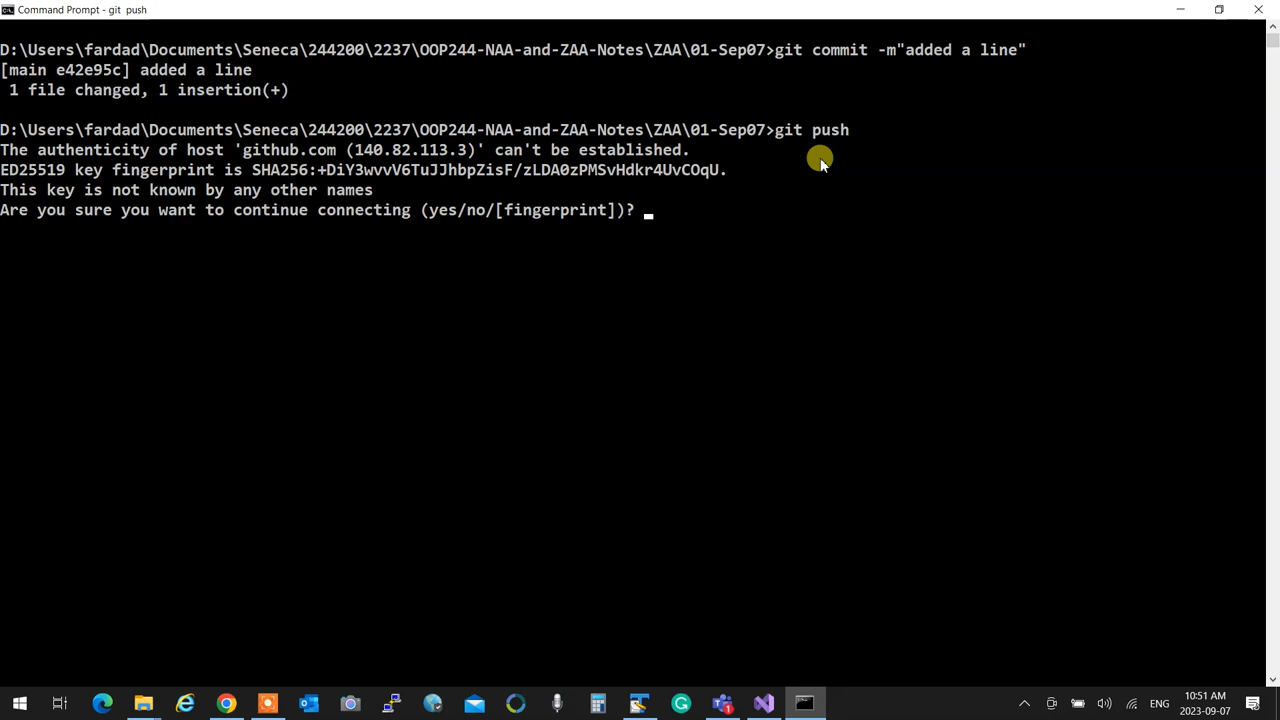 Command Prompt - git  push
D:\Users\fardad\Documents\Seneca\244200\2237\OOP244-NAA-and-ZAA-Notes\ZAA\01-Sep07>git commit -m"added a line"
[main e42e95c] added a line
 1 file changed, 1 insertion(+)
D:\Users\fardad\Documents\Seneca\244200\2237\OOP244-NAA-and-ZAA-Notes\ZAA\01-Sep07>git push
The authenticity of host 'github.com (140.82.113.3)' can't be established.
ED25519 key fingerprint is SHA256:+DiY3wvvV6TuJJhbpZisF/zLDA0zPMSvHdkr4UvCOqU.
This key is not known by any other names
Are you sure you want to continue connecting (yes/no/[fingerprint])?
ENG
10:51 AM
2023-09-07